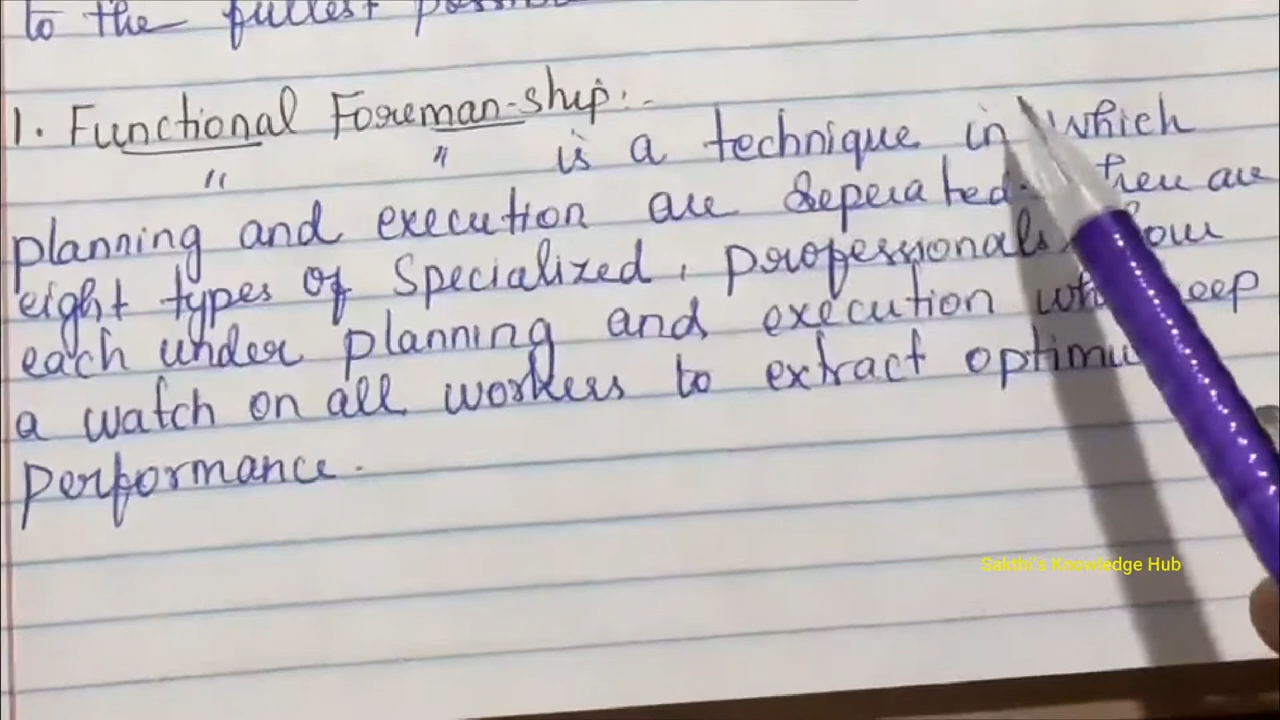 to the fullest
1. Functional Foreman-ship:-
" " is a technique in which
planning and execution are seperated. There are
eight types of Specialized, professionals, four
each under planning and execution who keep
a watch on all workers to extract optimu
performance.
Sakthi's Knowledge Hub